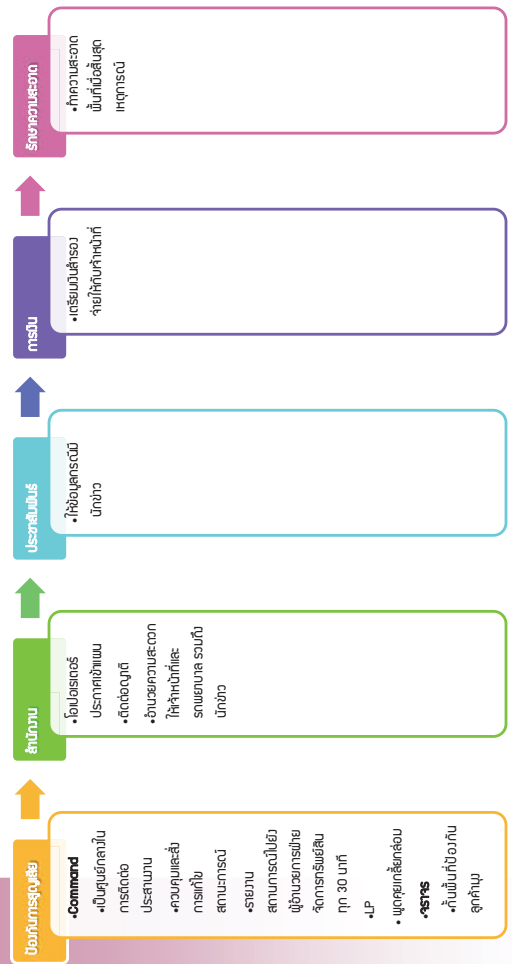 ป้องกันการสูญเสีย
•Command
•เป็นศูนย์กลางใน
การติดต่อ
ประสานงาน
•ควบคุมและสั่ง
การแก้ไข
สถานะการณ์
•รายงาน
สถานการณ์ไปยัง
ผู้อำนวยการฝ่าย
จัดการทรัพย์สิน
ทุก 30 นาที
•LP
• พูดคุยเกลี้ยกล่อม
•จราจร
•กั้นพื้นที่ป้องกัน
ลูกค้ามุง
สำนักงาน
•โอเปอเรเตอร์
ประกาศเข้าแผน
•ติดต่อญาติ
•อำนวยความสะดวก
ให้เจ้าหน้าที่และ
รถพยาบาล รวมถึง
นักข่าว
ประชาสัมพันธ์
•ให้ข้อมูลกรณีมี
นักข่าว
การเงิน
•เตรียมเงินสำรอง
จ่ายให้กับเจ้าหน้าที่
รักษาความสะอาด
•ทำความสะอาด
พื้นที่เมื่อสิ้นสุด
เหตุการณ์